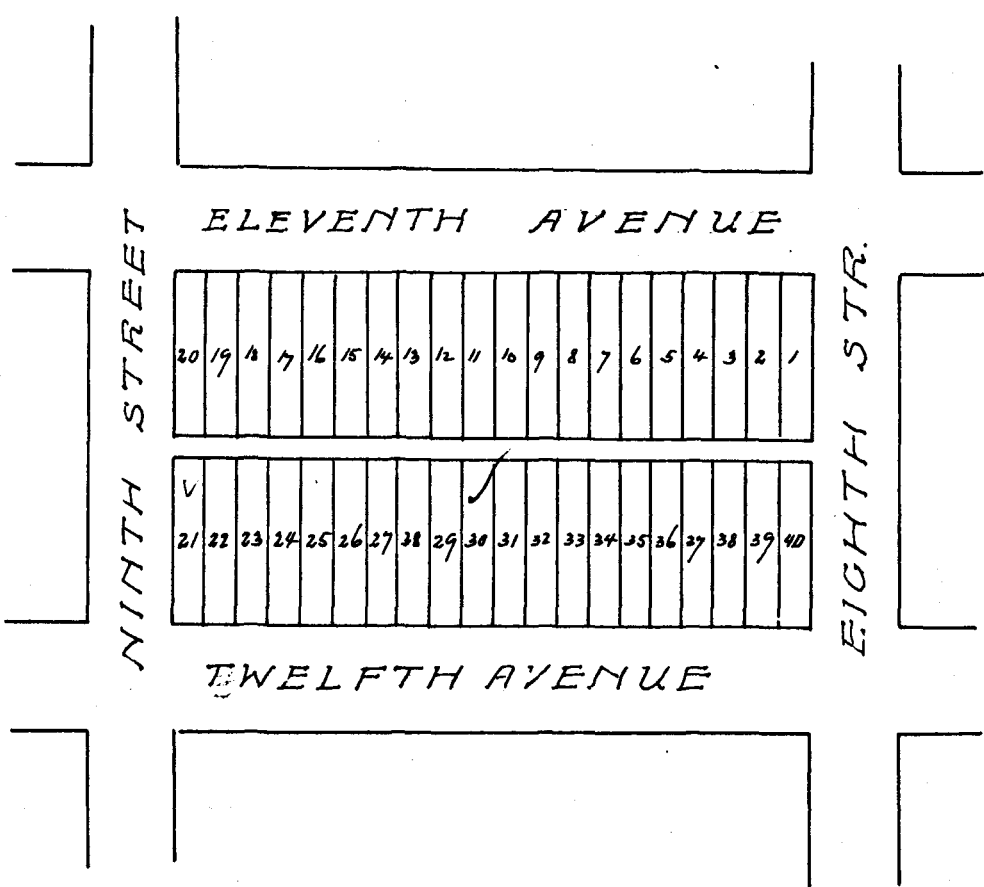 ELEVENTH AVENUE
NINTH STREET
EIGHTH STR.
20 19 18 17 16 15 14 13 12 11 10 9 8 7 6 5 4 3 2 1
V
21 22 23 24 25 26 27 28 29 30 31 32 33 34 35 36 37 38 39 40
TWELFTH AVENUE